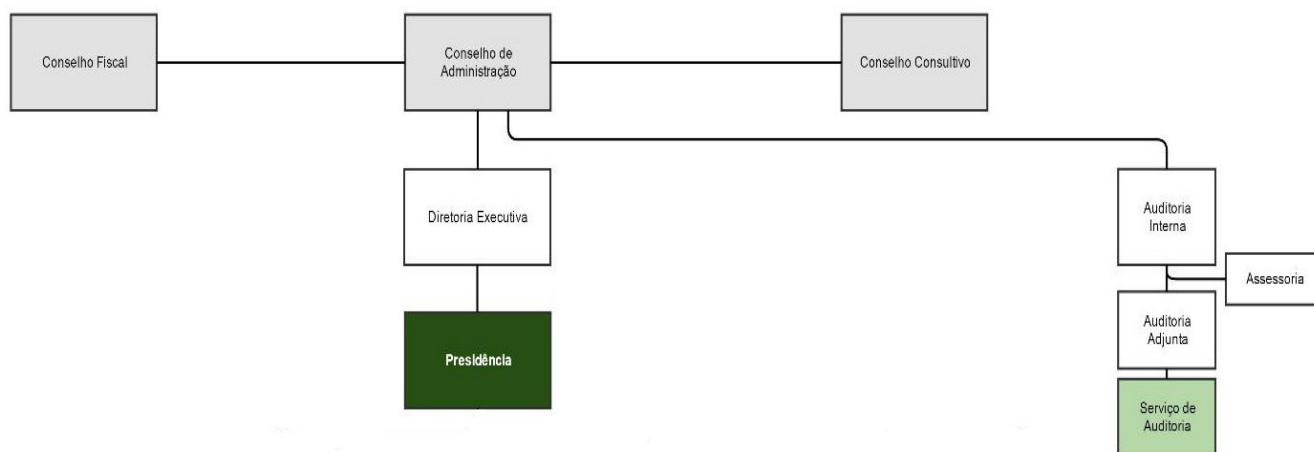 Conselho Fiscal
Conselho de
Administração
Conselho Consultivo
Diretoria Executiva
Auditoria
Interna
Assessoria
Presidência
Auditoria
Adjunta
Serviço de
Auditoria